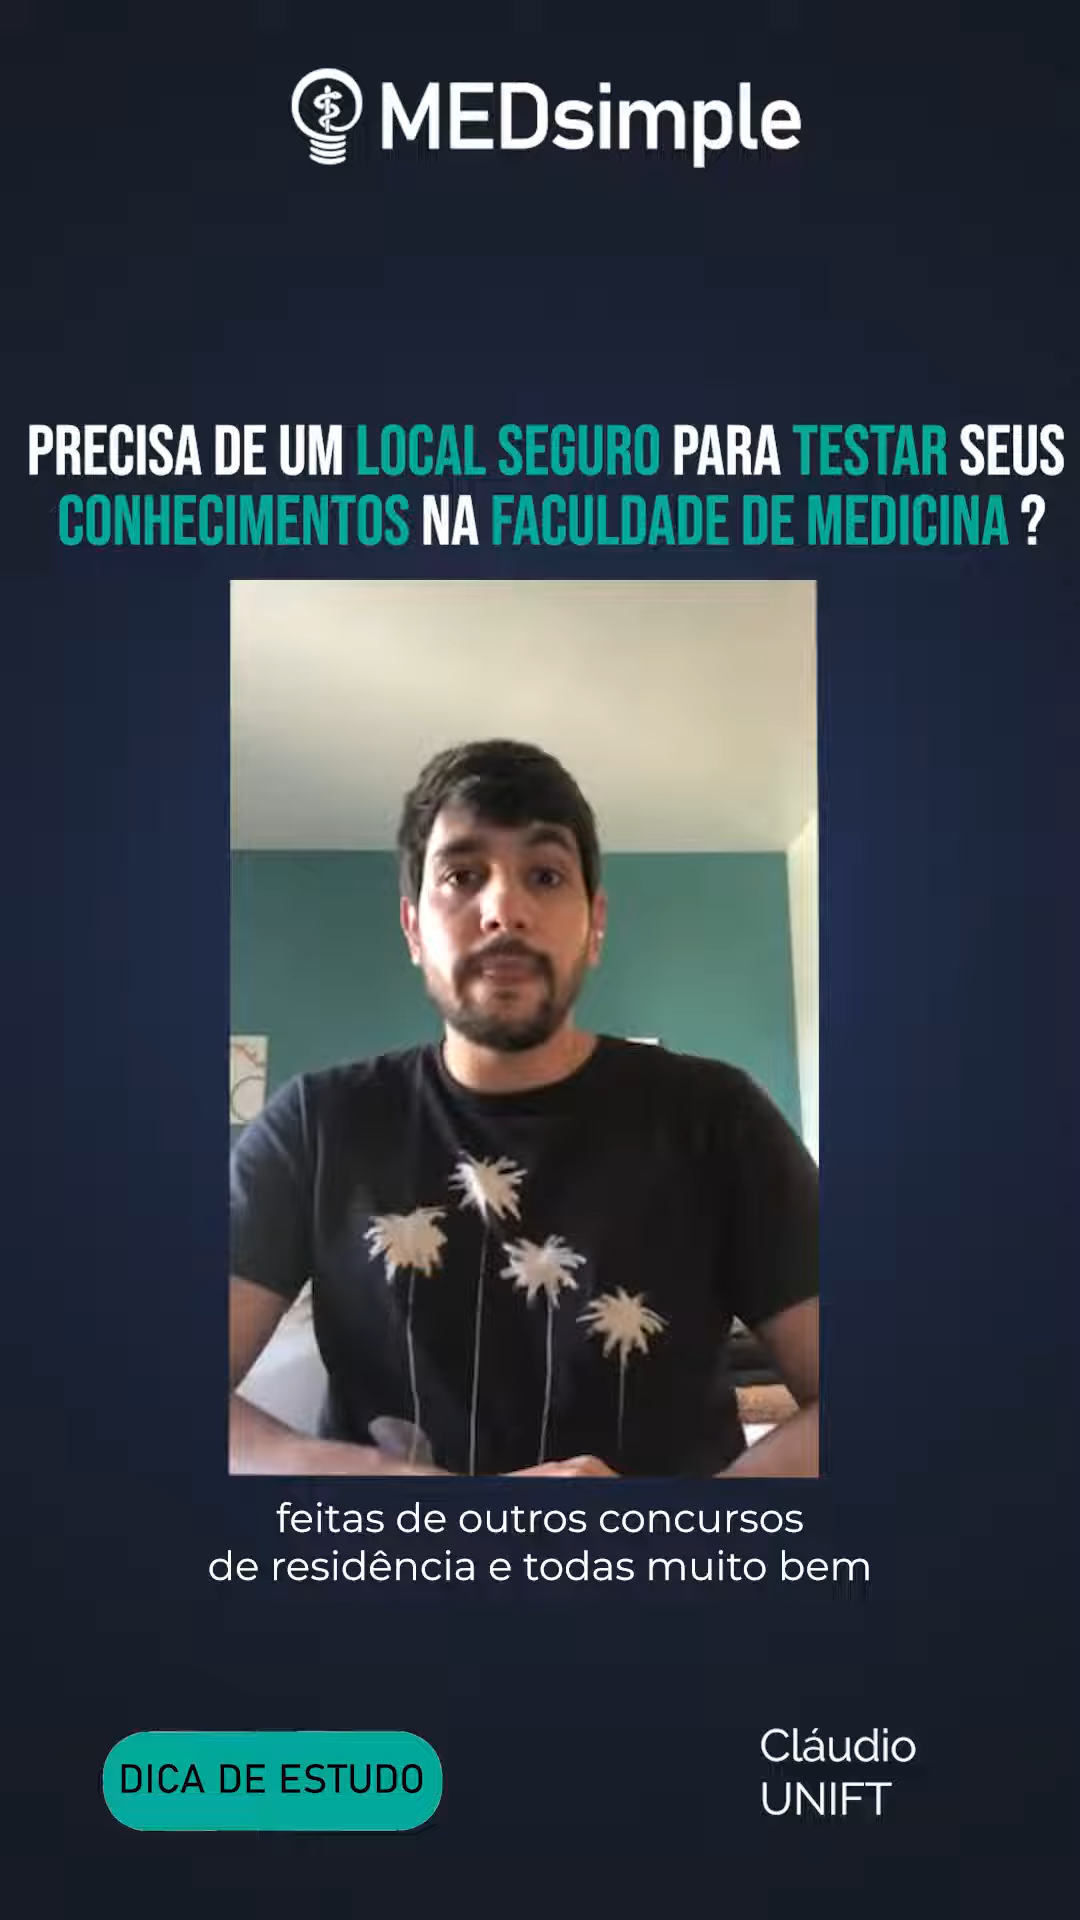 MEDsimple
PRECISA DE UM LOCAL SEGURO PARA TESTAR SEUS
CONHECIMENTOS NA FACULDADE DE MEDICINA ?
feitas de outros concursos
de residência e todas muito bem
DICA DE ESTUDO
Cláudio
UNIFT